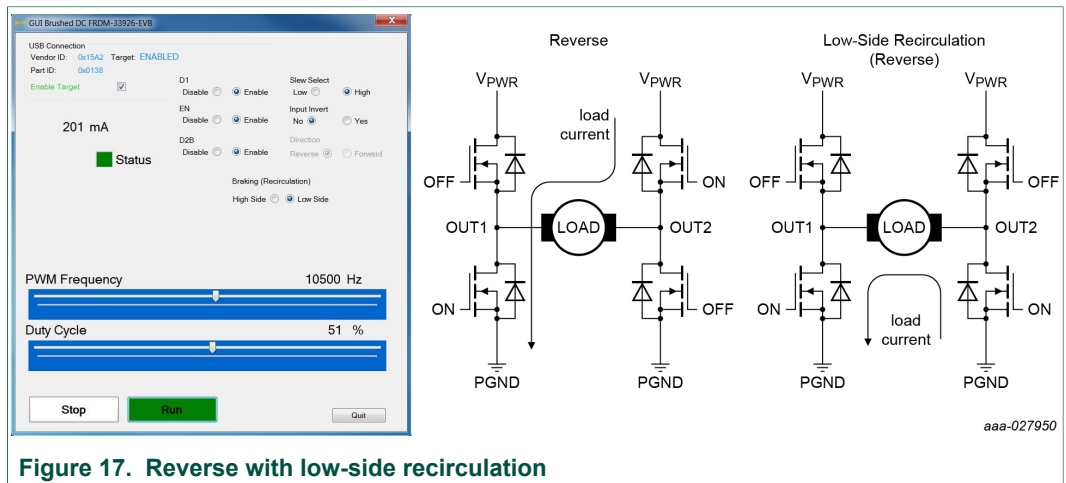 GUI Brushed DC FRDM-33926-EVB
X
USB Connection
Vendor ID: 0x15A2 Target: ENABLED
Part ID: 0x0138
Enable Target
D1
Disable Enable
Slew Select
Low High
EN
Disable Enable
Input Invert
No Yes
201 mA
Status
D2B
Disable Enable
Direction
Reverse Forward
Braking (Recirculation)
High Side Low Side
PWM Frequency 10500 Hz
Duty Cycle 51 %
Stop Run Quit
Reverse
VPWR VPWR
load
current
OFF ON
OUT1 LOAD OUT2
ON OFF
PGND PGND
Low-Side Recirculation
(Reverse)
VPWR VPWR
OFF OFF
OUT1 LOAD OUT2
ON ON
load
current
PGND PGND
aaa-027950
Figure 17. Reverse with low-side recirculation